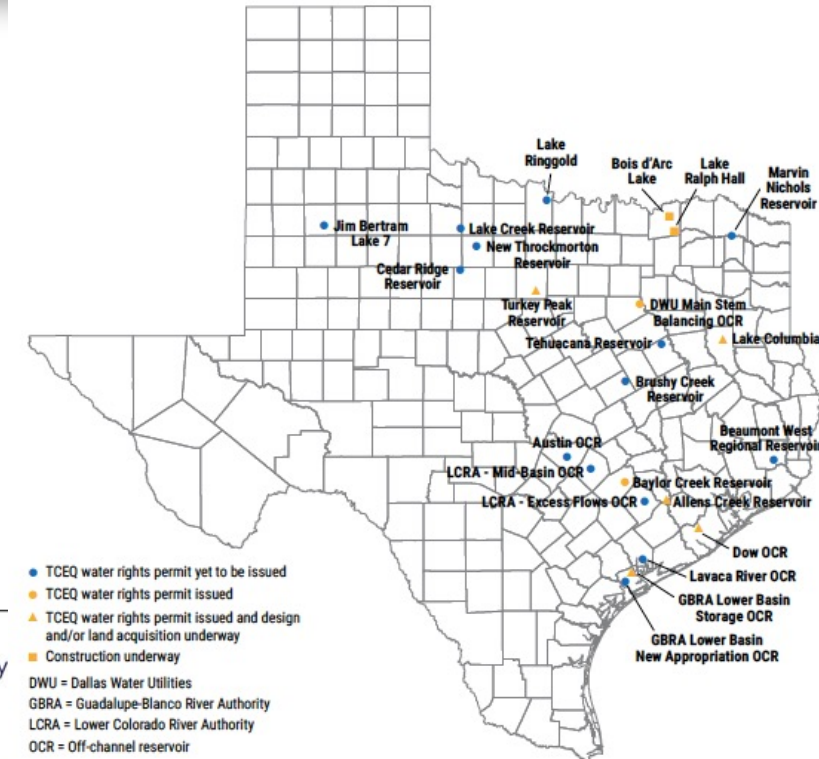 Lake
Ringgold
Bois d'Arc
Lake
Lake
Ralph Hall
Marvin
Nichols
Reservoir
Jim Bertram
Lake 7
Lake Creek Reservoir
New Throckmorton
Reservoir
Cedar Ridge
Reservoir
Turkey Peak
Reservoir
DWU Main Stem
Balancing OCR
Tehuacana Reservoir
Lake Columbia
Brushy Creek
Reservoir
Beaumont West
Regional Reservoir
Austin OCR
LCRA - Mid-Basin OCR
Baylor Creek Reservoir
LCRA - Excess Flows OCR
Allens Creek Reservoir
Dow OCR
Lavaca River OCR
GBRA Lower Basin
Storage OCR
GBRA Lower Basin
New Appropriation OCR
TCEQ water rights permit yet to be issued
TCEQ water rights permit issued
TCEQ water rights permit issued and design
and/or land acquisition underway
Construction underway
DWU = Dallas Water Utilities
GBRA = Guadalupe-Blanco River Authority
LCRA = Lower Colorado River Authority
OCR = Off-channel reservoir